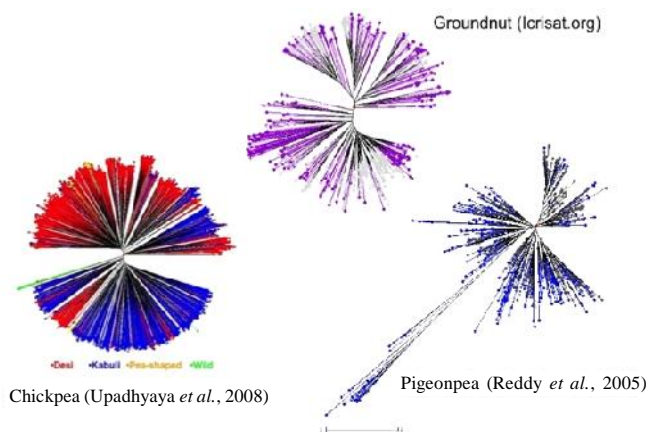 Groundnut (Icrisat.org)
•Desi •Kabuli •Pea-shaped •Wild
Chickpea (Upadhyaya et al., 2008)
Pigeonpea (Reddy et al., 2005)